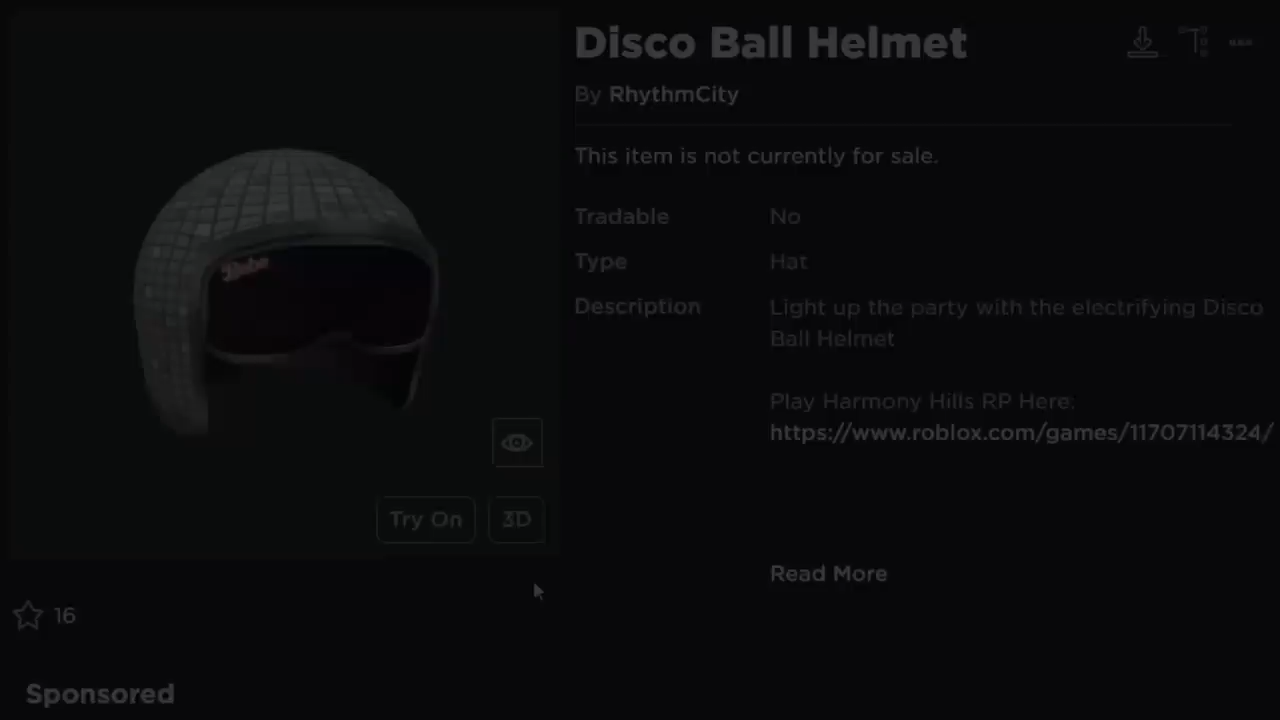 Disco Ball Helmet
By RhythmCity
This item is not currently for sale.
Tradable No
Type Hat
Description Light up the party with the electrifying Disco
Ball Helmet
Play Harmony Hills RP Here:
https://www.roblox.com/games/11707114324/
Read More
Try On 3D
16
Sponsored